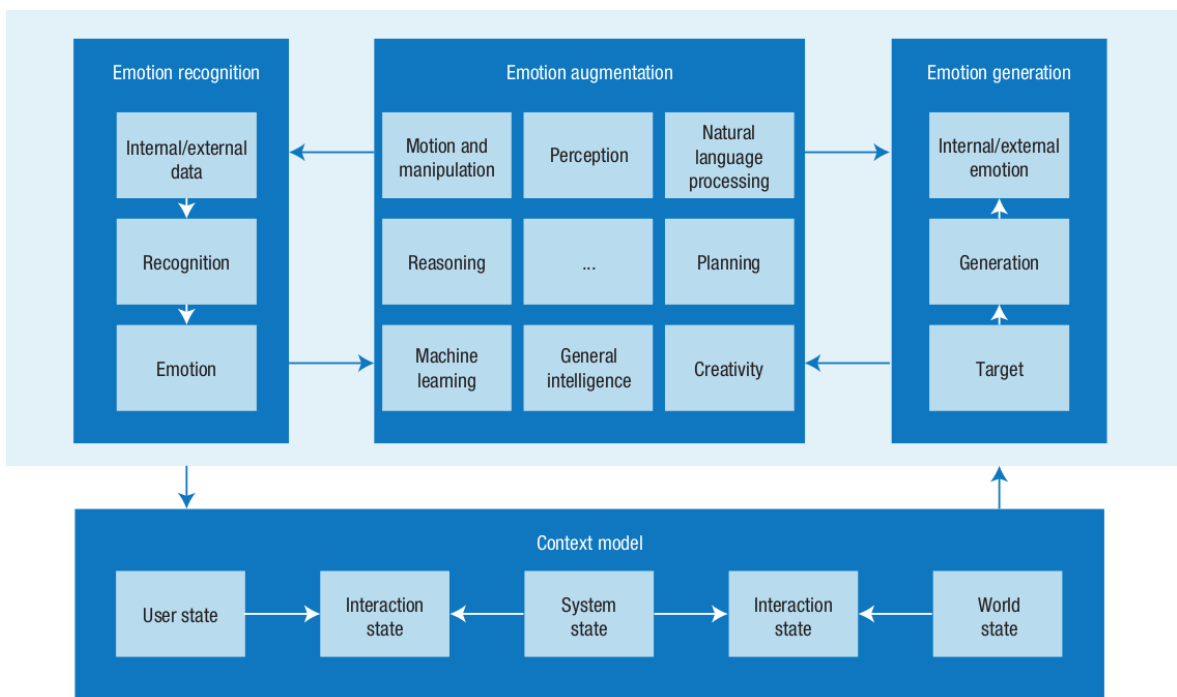 Emotion recognition
Internal/external
data
Recognition
Emotion
Emotion augmentation
Motion and
manipulation
Perception
Natural
language
processing
Reasoning
...
Planning
Machine
learning
General
intelligence
Creativity
Emotion generation
Internal/external
emotion
Generation
Target
Context model
User state
Interaction
state
System
state
Interaction
state
World
state